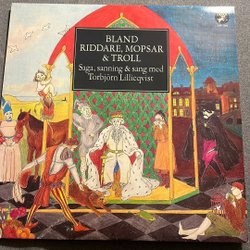 BLAND
RIDDARE, MOPSAR
& TROLL
Saga, sanning & sang med
Torbjörn Lillieqvist